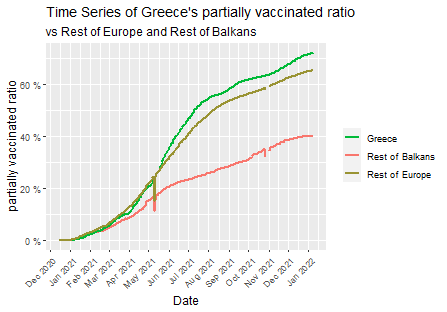 Time Series of Greece's partially vaccinated ratio
vs Rest of Europe and Rest of Balkans
partially vaccinated ratio
60 %
40 %
20 %
0 %
Dec 2020
Jan 2021
Feb 2021
Mar 2021
Apr 2021
May 2021
Jun 2021
Jul 2021
Aug 2021
Sep 2021
Oct 2021
Nov 2021
Dec 2021
Jan 2022
Date
Greece
Rest of Balkans
Rest of Europe